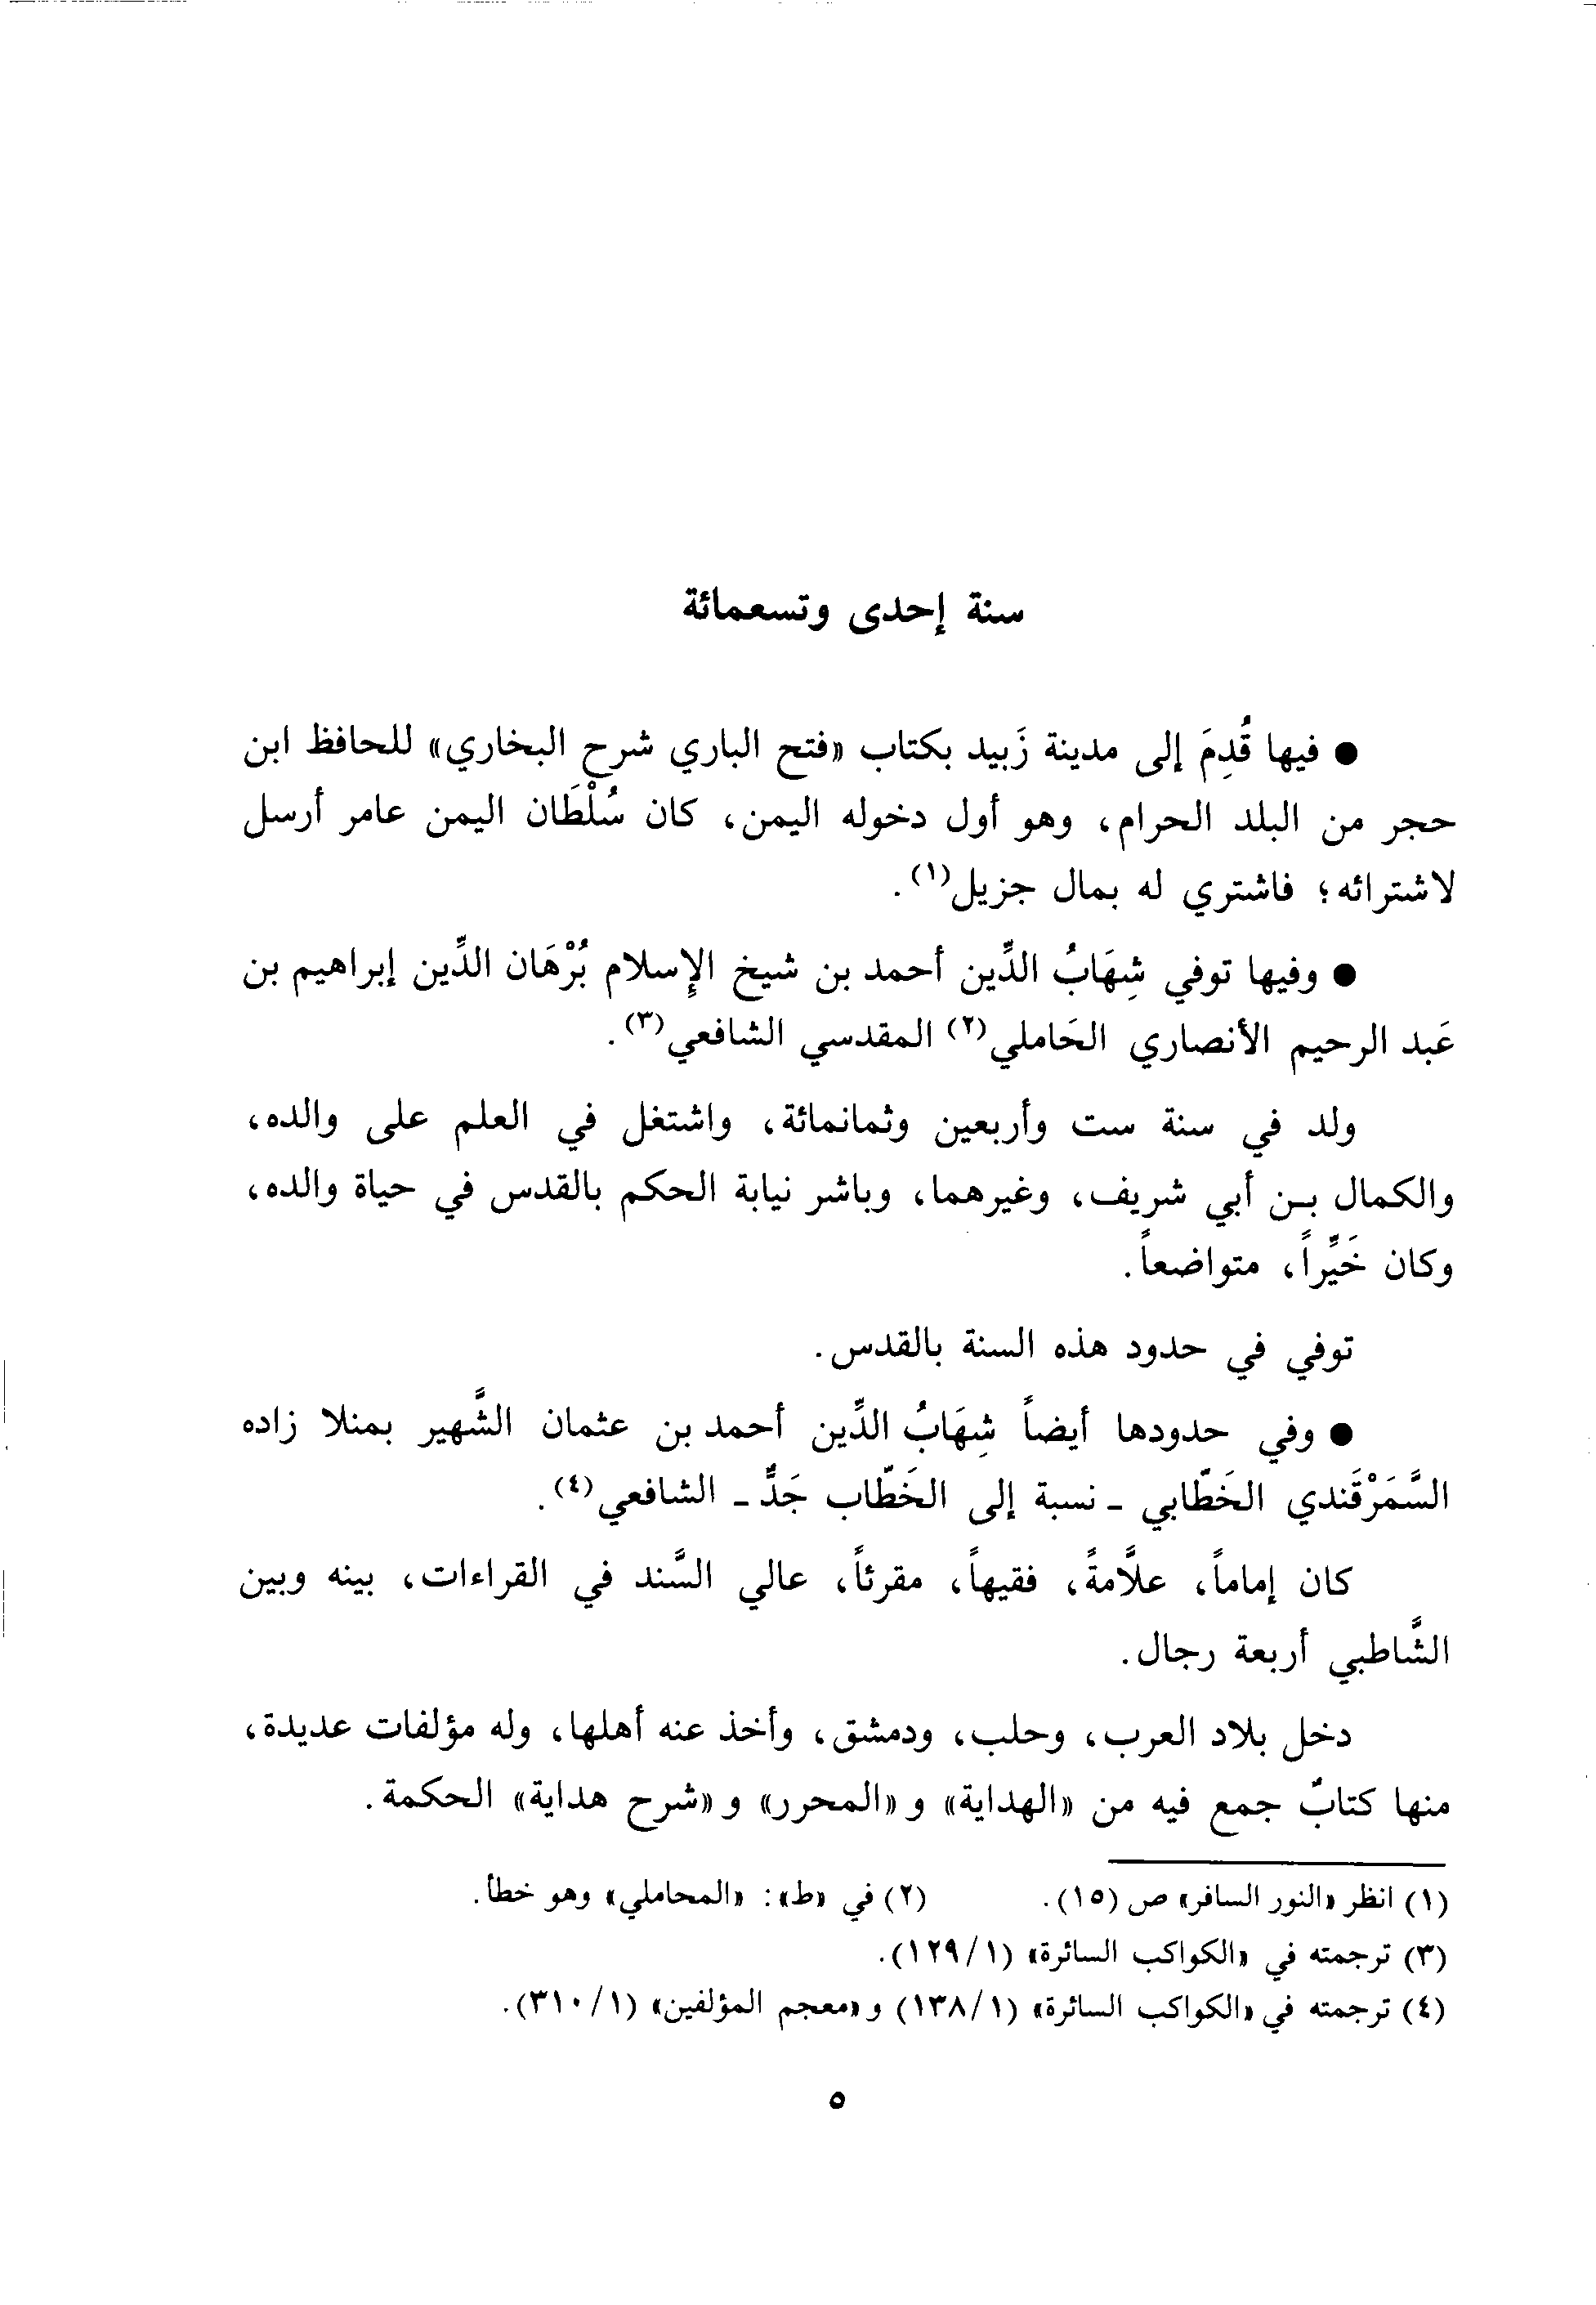 سنة إحدى وتسعمائة
● فيها قُدِمَ إلى مدينة زَبيد بكتاب «فتح الباري شرح البخاري» للحافظ ابن
حجر من البلد الحرام، وهو أول دخوله اليمن، كان سُلْطَان اليمن عامر أرسل
لاشترائه؛ فاشتري له بمال جزيل(١).
● وفيها توفي شِهَابُ الدِّين أحمد بن شيخ الإِسلام بُرْهَان الدِّين إبراهيم بن
عَبد الرحيم الأنصاري الحَاملي(٢) المقدسي الشافعي(٣).
ولد في سنة ست وأربعين وثمانمائة، واشتغل في العلم على والده،
والكمال بـن أبي شريف، وغيرهما، وباشر نيابة الحكم بالقدس في حياة والده،
وكان خَيِّراً، متواضعاً.
توفي في حدود هذه السنة بالقدس.
● وفي حدودها أيضاً شِهَابُ الدِّين أحمد بن عثمان الشَّهير بمنلا زاده
السَّمَرْقَندي الخَطّابي ـ نسبة إلى الخَطّاب جَدٌّ ـ الشافعي(٤).
كان إماماً، علاَّمةً، فقيهاً، مقرئاً، عالي السَّند في القراءات، بينه وبين
الشَّاطبي أربعة رجال.
دخل بلاد العرب، وحلب، ودمشق، وأخذ عنه أهلها، وله مؤلفات عديدة،
منها كتابٌ جمع فيه من «الهداية» و «المحرر» و «شرح هداية» الحكمة.
(١) انظر «النور السافر» ص (١٥). (٢) في «ط»: «المحاملي» وهو خطأ.
(٣) ترجمته في «الكواكب السائرة» (١٢٩/١).
(٤) ترجمته في «الكواكب السائرة» (١٣٨/١) و «معجم المؤلفين» (٣١٠/١).
٥